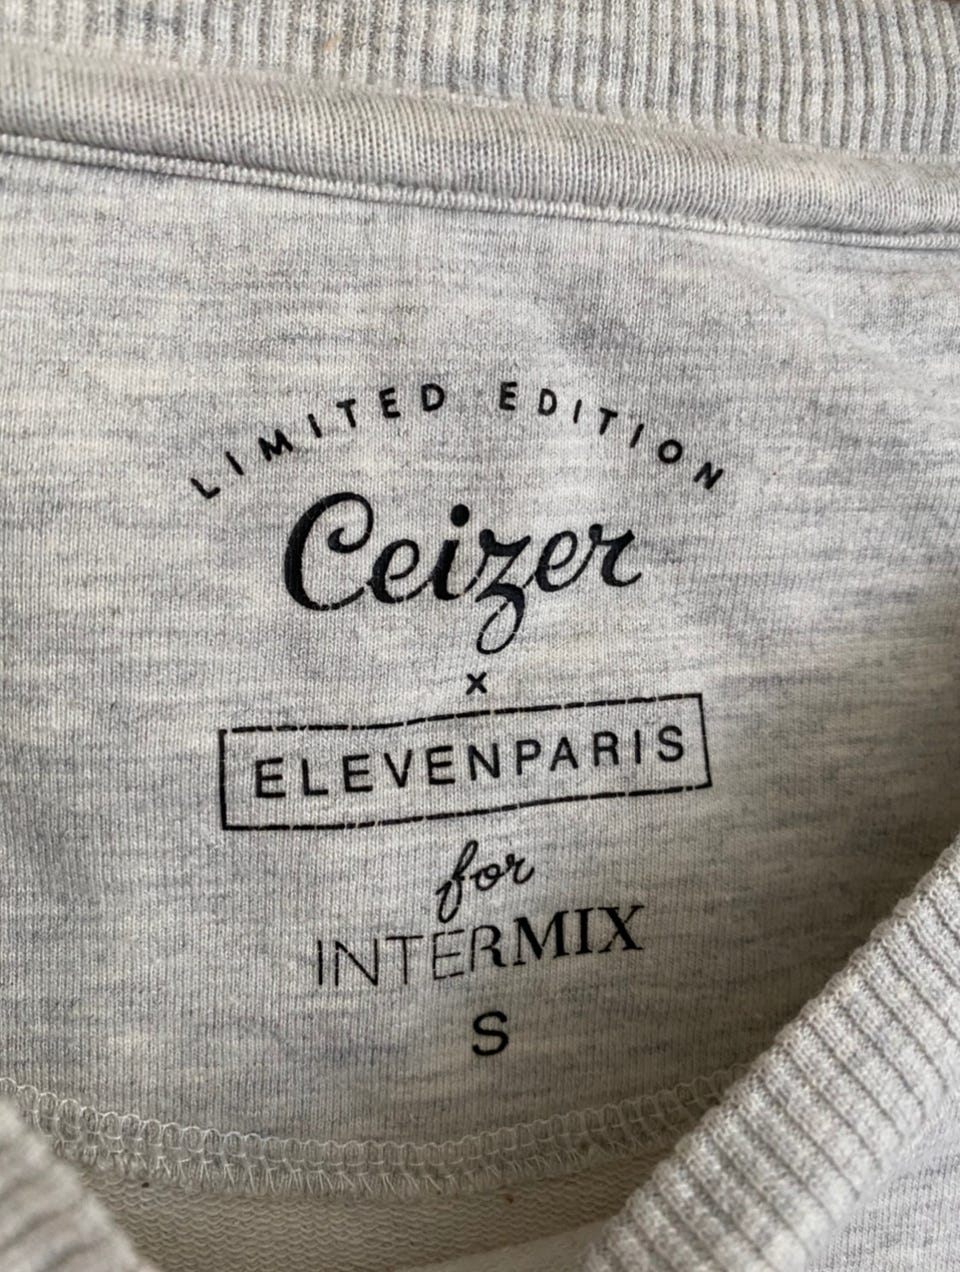 LIMITED EDITION
Ceizer
x
ELEVENPARIS
for
INTERMIX
S